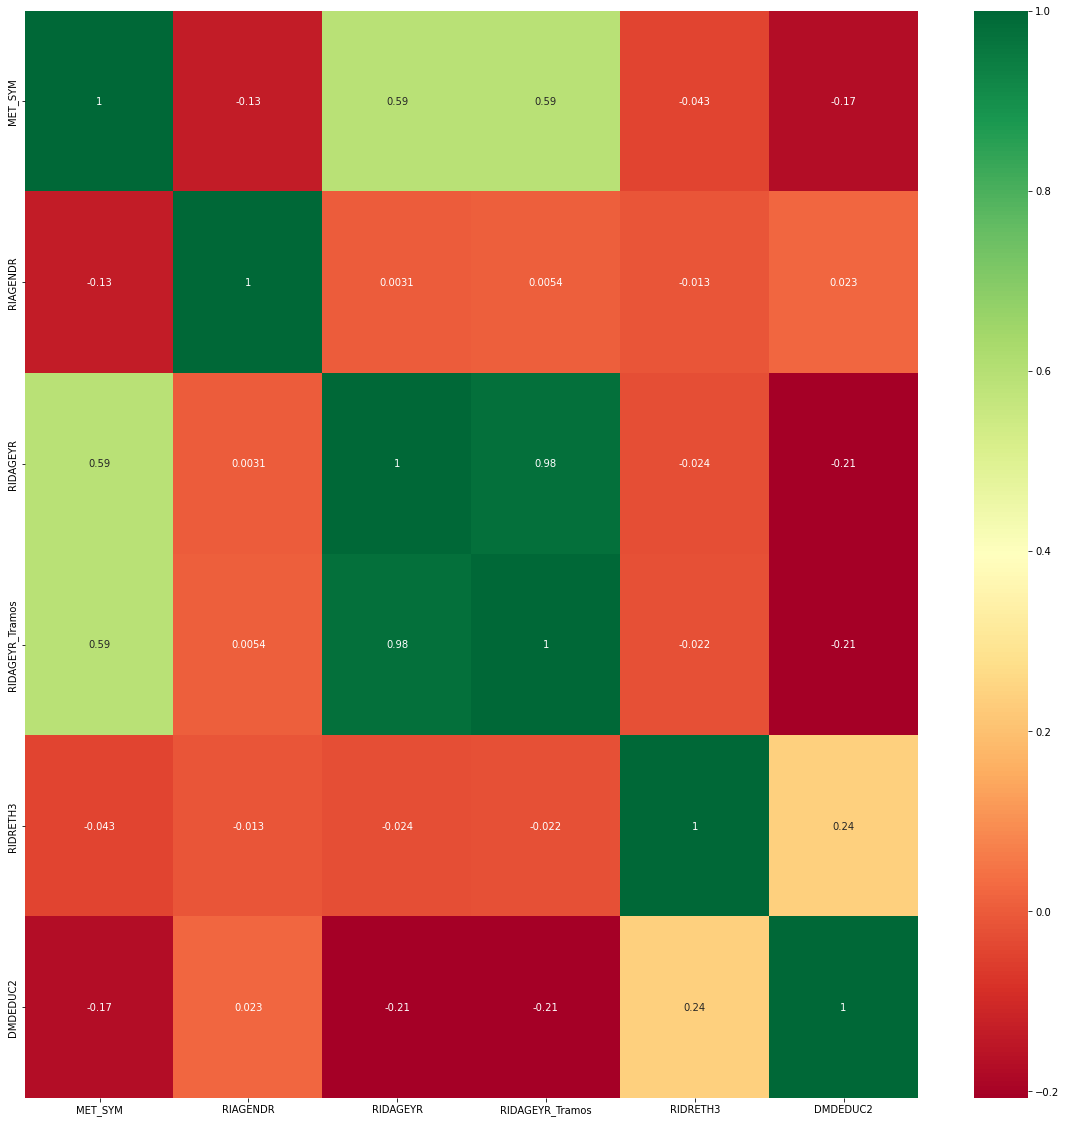 MET_SYM 1 -0.13 0.59 0.59 -0.043 -0.17
RIAGENDR -0.13 1 0.0031 0.0054 -0.013 0.023
RIDAGEYR 0.59 0.0031 1 0.98 -0.024 -0.21
RIDAGEYR_Tramos 0.59 0.0054 0.98 1 -0.022 -0.21
RIDRETH3 -0.043 -0.013 -0.024 -0.022 1 0.24
DMDEDUC2 -0.17 0.023 -0.21 -0.21 0.24 1
MET_SYM RIAGENDR RIDAGEYR RIDAGEYR_Tramos RIDRETH3 DMDEDUC2
1.0
0.8
0.6
0.4
0.2
0.0
−0.2